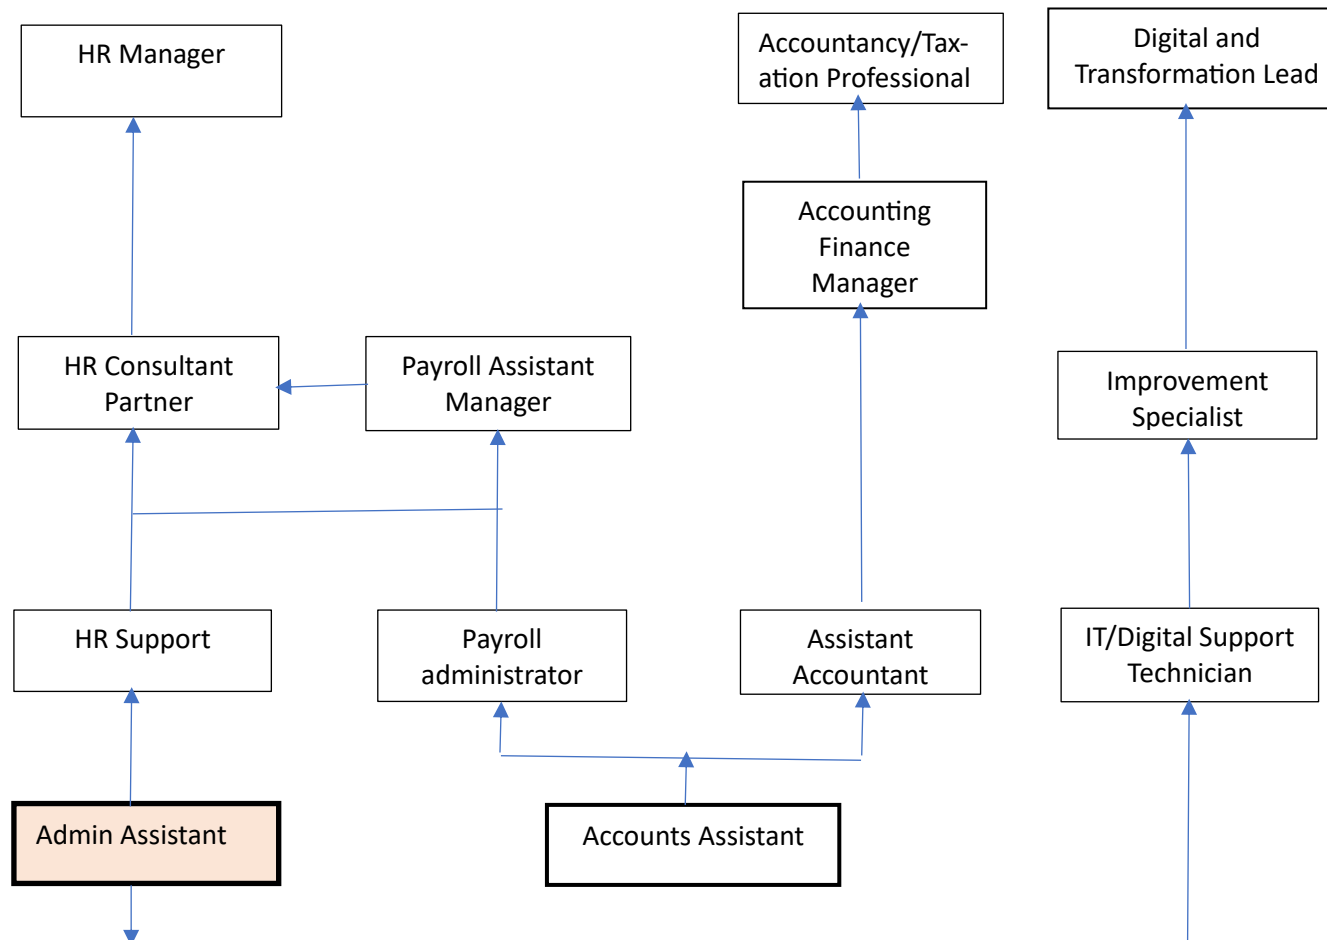 HR Manager
Accountancy/Tax-
ation Professional
Digital and
Transformation Lead
Accounting
Finance
Manager
HR Consultant
Partner
Payroll Assistant
Manager
Improvement
Specialist
HR Support
Payroll
administrator
Assistant
Accountant
IT/Digital Support
Technician
Admin Assistant
Accounts Assistant